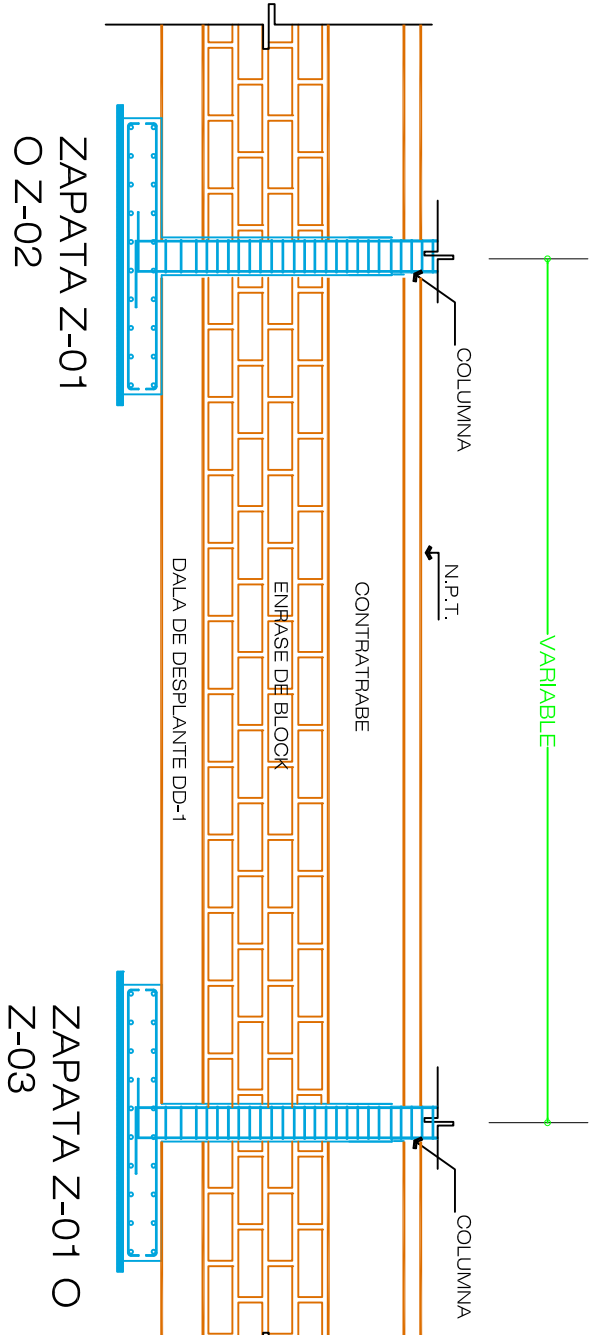 VARIABLE
COLUMNA
N.P.T.
COLUMNA
CONTRATRABE
ENRASE DE BLOCK
DALA DE DESPLANTE DD-1
ZAPATA Z-01
O Z-02
ZAPATA Z-01 O
Z-03